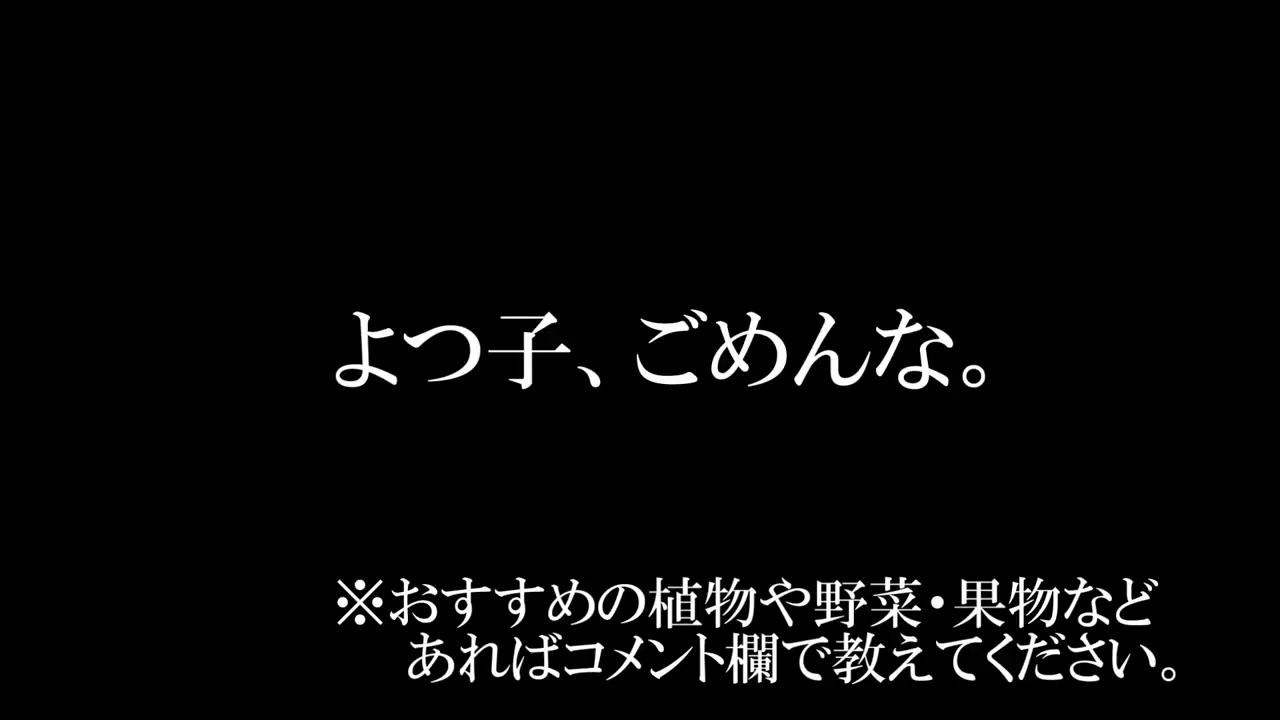 よつ子、ごめんな。
※おすすめの植物や野菜・果物など
あればコメント欄で教えてください。